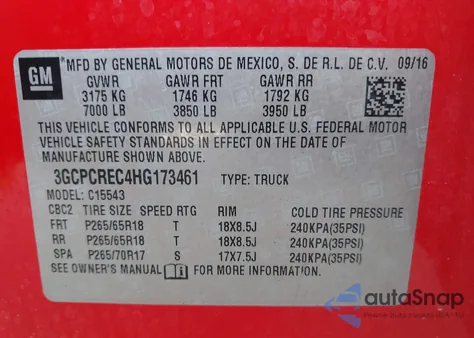 GM
*MFD BY GENERAL MOTORS DE MEXICO, S. DE R.L. DE C.V. 09/16
GVWR GAWR FRT GAWR RR
3175 KG 1746 KG 1792 KG
7000 LB 3850 LB 3950 LB
THIS VEHICLE CONFORMS TO ALL APPLICABLE U.S. FEDERAL MOTOR
VEHICLE SAFETY STANDARDS IN EFFECT ON THE DATE OF
MANUFACTURE SHOWN ABOVE.
3GCPCREC4HG173461 TYPE: TRUCK
MODEL: C15543
CBC2 TIRE SIZE SPEED RTG RIM COLD TIRE PRESSURE
FRT P265/65R18 T 18X8.5J 240KPA(35PSI)
RR P265/65R18 T 18X8.5J 240KPA(35PSI)
SPA P265/70R17 S 17X7.5J 240KPA(35PSI)
SEE OWNER'S MANUAL FOR MORE INFORMATION
autoSnap